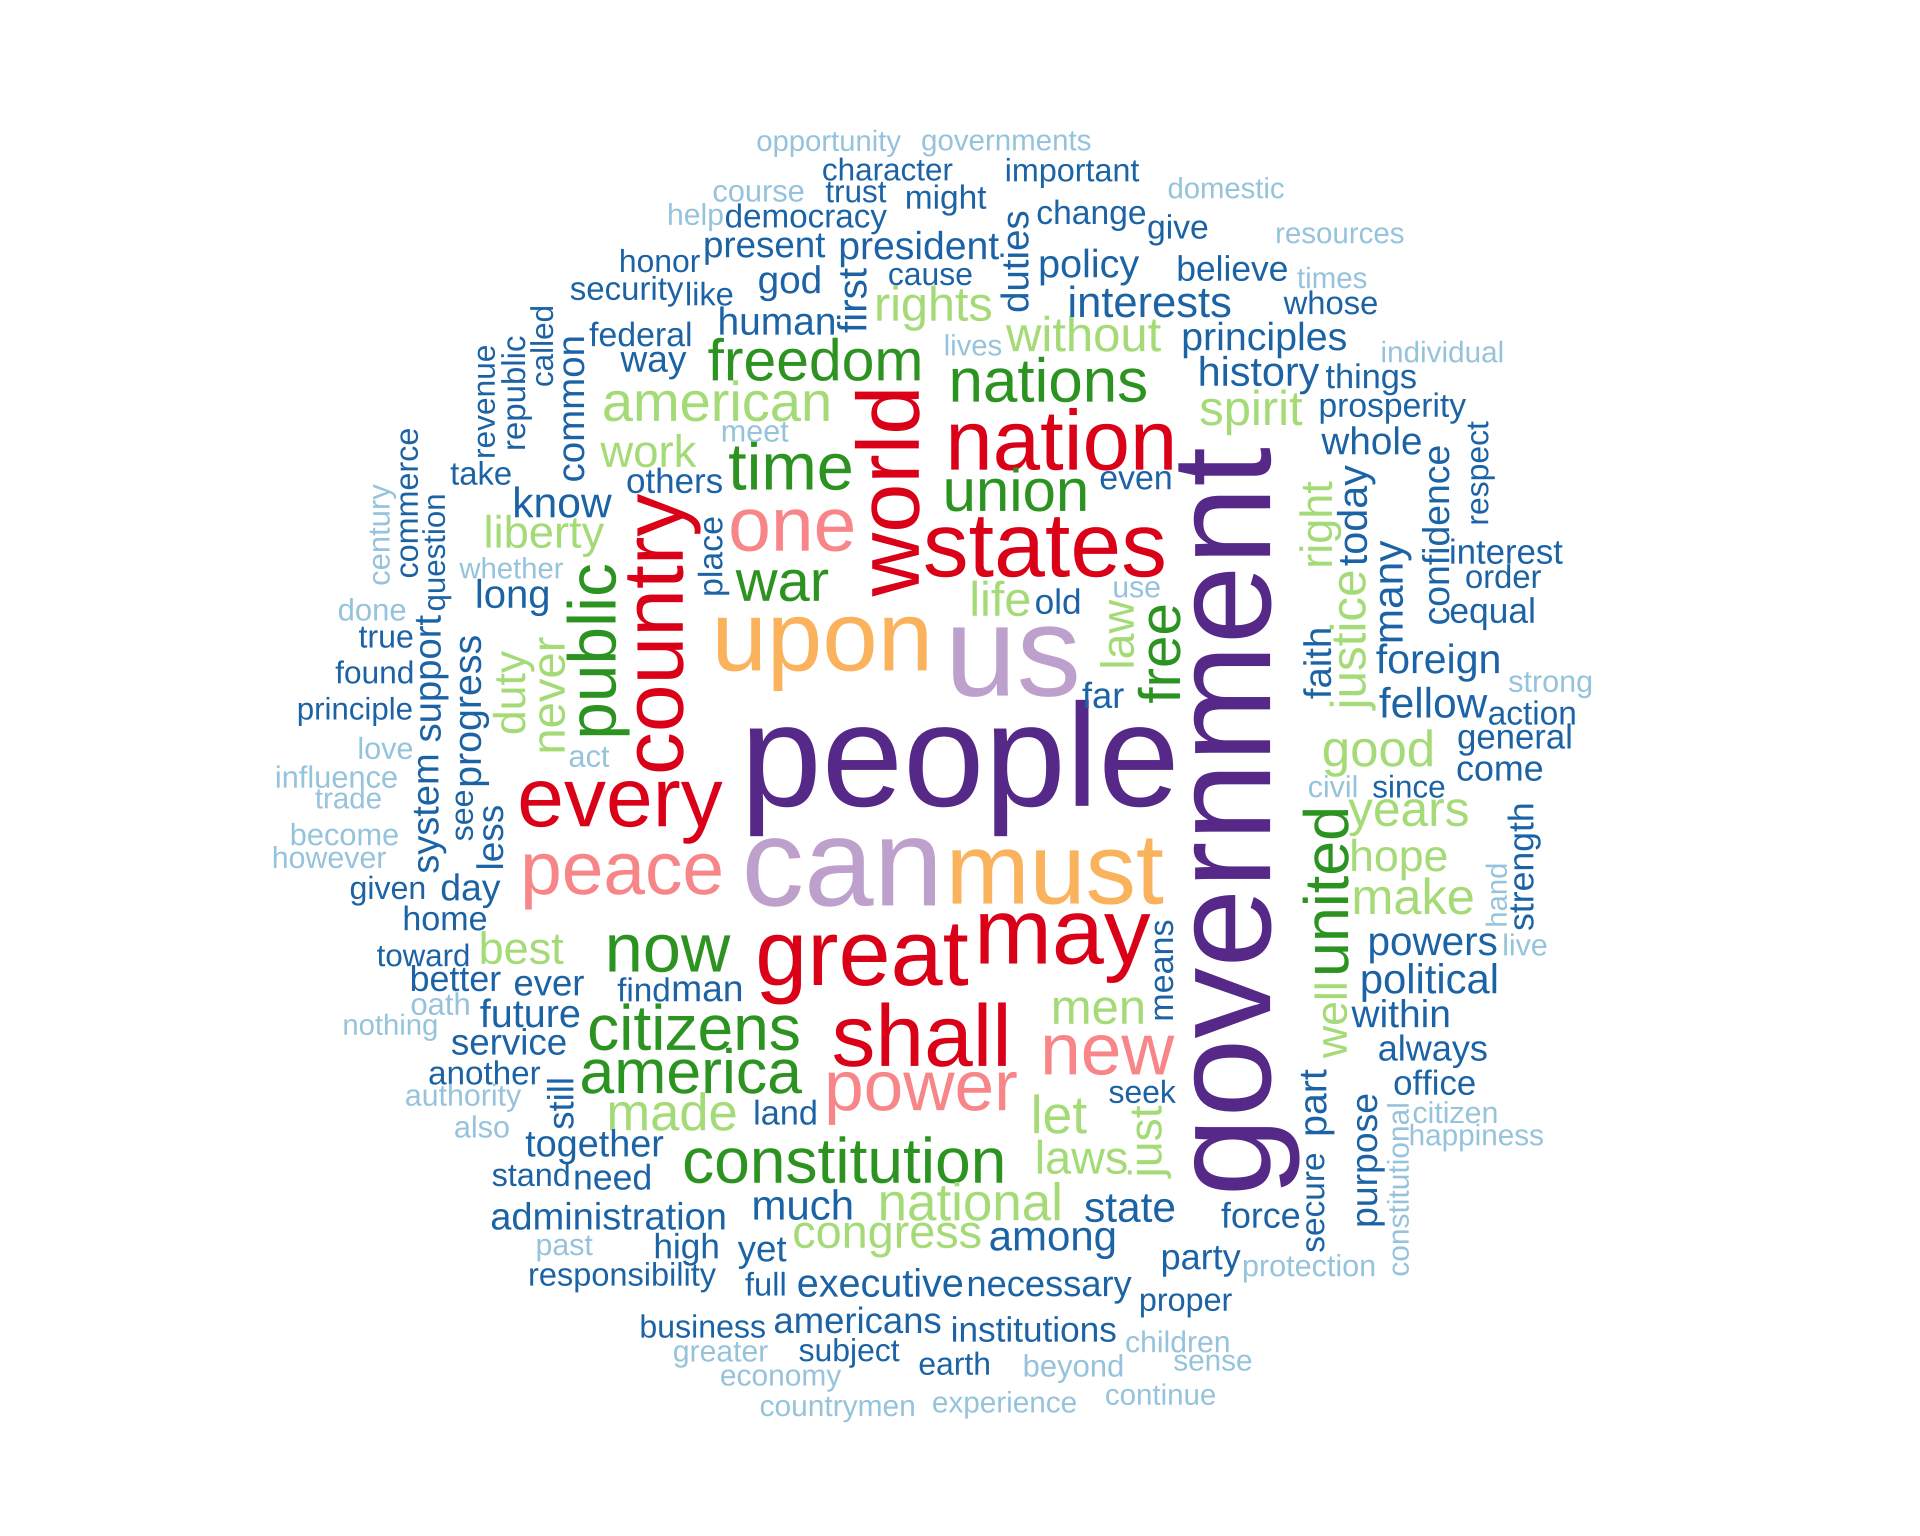 opportunity governments
character important
course trust might domestic
help democracy change give
present president duties resources
honor god cause policy believe times
security like first rights interests whose
called federal human lives without principles individual
revenue republic common way freedom nations history things
american world spirit prosperity
meet nation whole
commerce work time respect
take others union even confidence
century know country one states right today
question liberty place government many interest
whether public war life use order
done long old law free justice equal
true upon us faith
found support progress duty never far foreign strong
principle people fellow action
love act good general
influence every civil since come
trade system see years
become less peace can must united hope strength
however
given day make hand
home great may
toward best now means powers live
better ever find man political
oath future citizens shall men well within
nothing service america new always
another still power seek office
authority made land let part citizen
also together constitution laws just purpose happiness
stand need secure constitutional
administration much national state force
past high yet congress among party protection
responsibility full executive necessary
proper
business americans institutions children
greater subject earth beyond sense
economy
countrymen experience continue